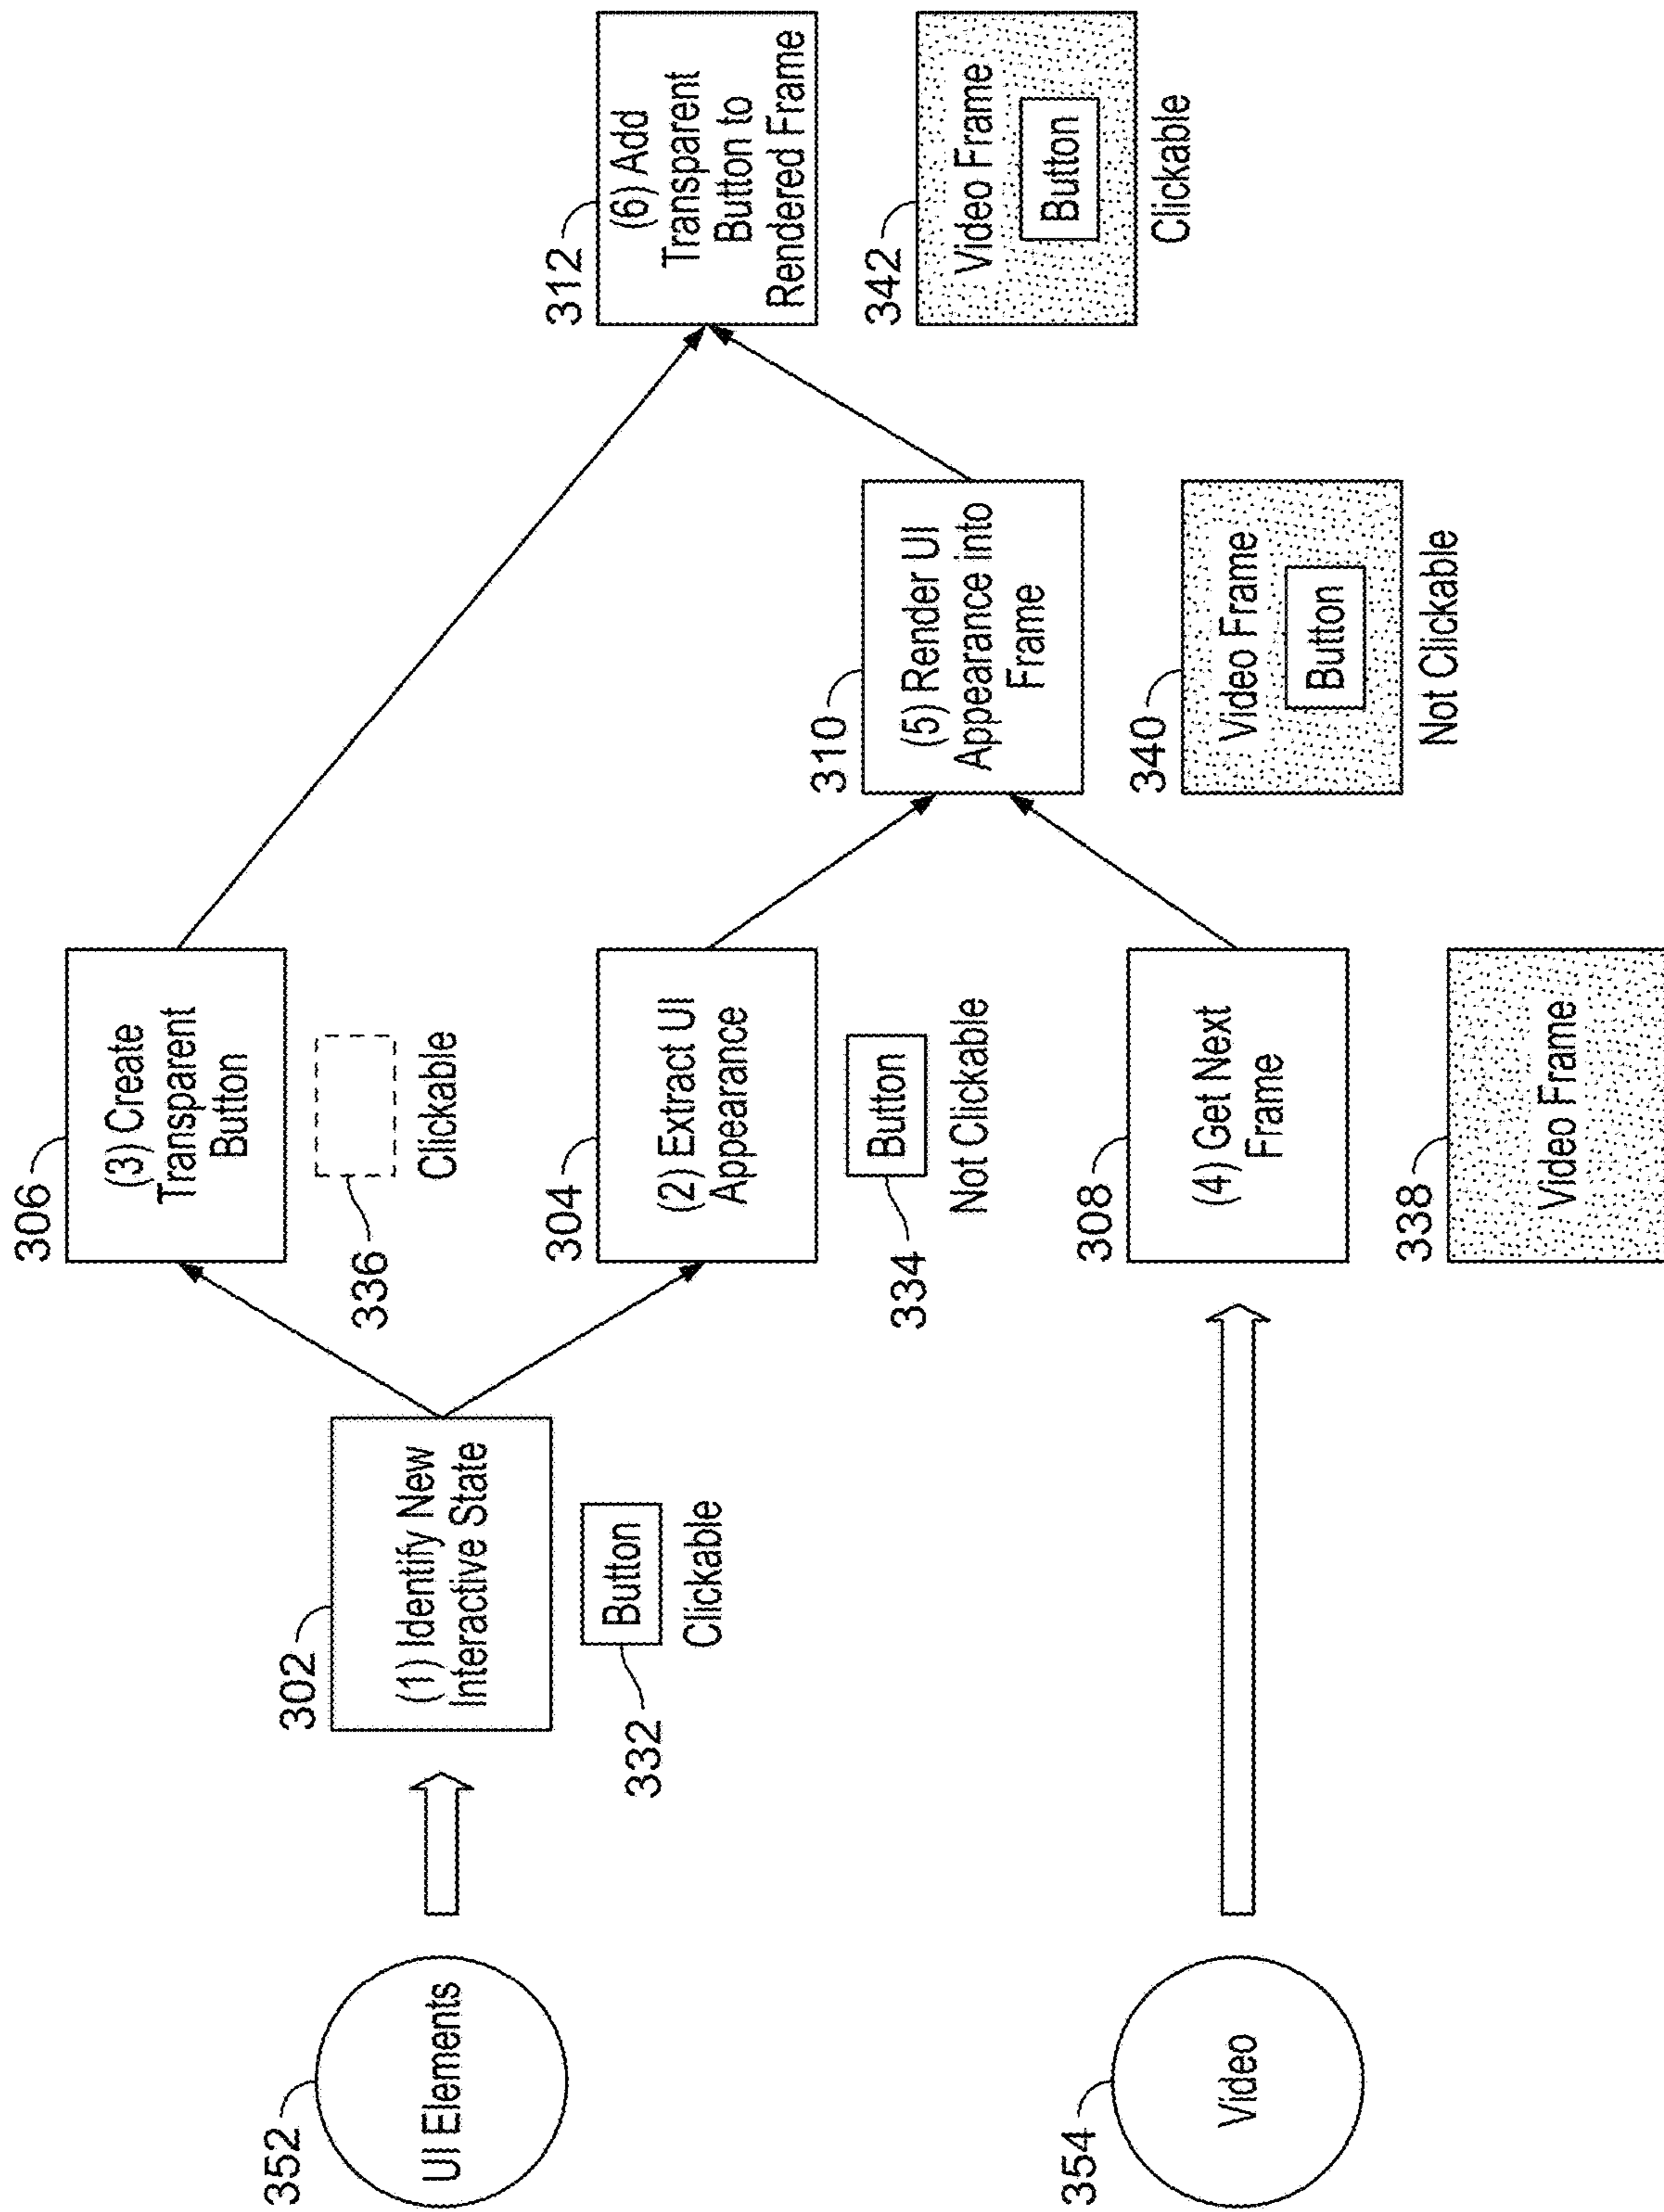 352
UI Elements
354
Video
302
(1) Identify New
Interactive State
332
Button
Clickable
306
(3) Create
Transparent
Button
336
Clickable
304
(2) Extract UI
Appearance
334
Button
Not Clickable
308
(4) Get Next
Frame
338
Video Frame
310
(5) Render UI
Appearance into
Frame
340
Video Frame
Button
Not Clickable
312
(6) Add
Transparent
Button to
Rendered Frame
342
Video Frame
Button
Clickable